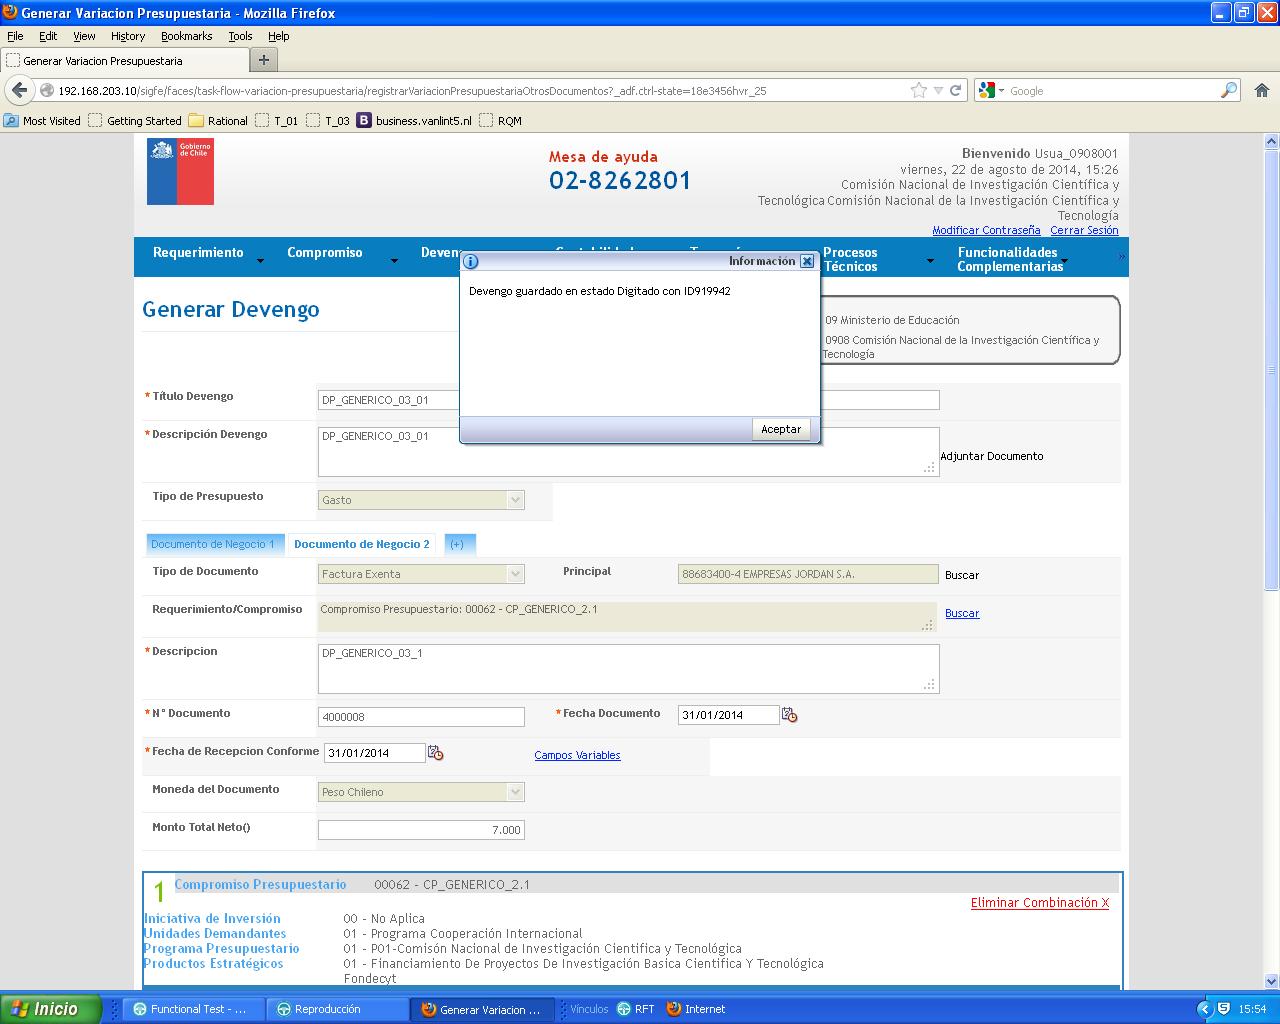 Generar Variacion Presupuestaria - Mozilla Firefox
File Edit View History Bookmarks Tools Help
Generar Variacion Presupuestaria +
192.168.203.10/sigfe/faces/task-flow-variacion-presupuestaria/registrarVariacionPresupuestariaOtrosDocumentos?_adf.ctrl-state=18e3456hvr_25 Google
Most Visited Getting Started Rational T_01 T_03 B business.vanlint5.nl RQM
Gobierno de Chile
Mesa de ayuda
02-8262801
Bienvenido Usua_0908001
viernes, 22 de agosto de 2014, 15:26
Comisión Nacional de Investigación Científica y
Tecnológica Comisión Nacional de la Investigación Científica y
Tecnología
Modificar Contraseña Cerrar Sesión
Requerimiento Compromiso Procesos Técnicos Funcionalidades Complementarias »
Información
Devengo guardado en estado Digitado con ID919942
Aceptar
Generar Devengo
09 Ministerio de Educación
0908 Comisión Nacional de la Investigación Científica y
Tecnología
* Título Devengo DP_GENERICO_03_01
* Descripción Devengo DP_GENERICO_03_01
Adjuntar Documento
Tipo de Presupuesto Gasto
Documento de Negocio 1 Documento de Negocio 2 (+)
Tipo de Documento Factura Exenta Principal 88683400-4 EMPRESAS JORDAN S.A. Buscar
Requerimiento/Compromiso Compromiso Presupuestario: 00062 - CP_GENERICO_2.1 Buscar
* Descripcion DP_GENERICO_03_1
* N° Documento 4000008 * Fecha Documento 31/01/2014
* Fecha de Recepcion Conforme 31/01/2014 Campos Variables
Moneda del Documento Peso Chileno
Monto Total Neto() 7.000
1 Compromiso Presupuestario 00062 - CP_GENERICO_2.1
Eliminar Combinación X
Iniciativa de Inversión 00 - No Aplica
Unidades Demandantes 01 - Programa Cooperación Internacional
Programa Presupuestario 01 - P01-Comisón Nacional de Investigación Cientifica y Tecnológica
Productos Estratégicos 01 - Financiamiento De Proyectos De Investigación Basica Cientifica Y Tecnológica
Fondecyt
Inicio Functional Test - ... Reproducción Generar Variacion ... Vínculos RFT Internet 15:54